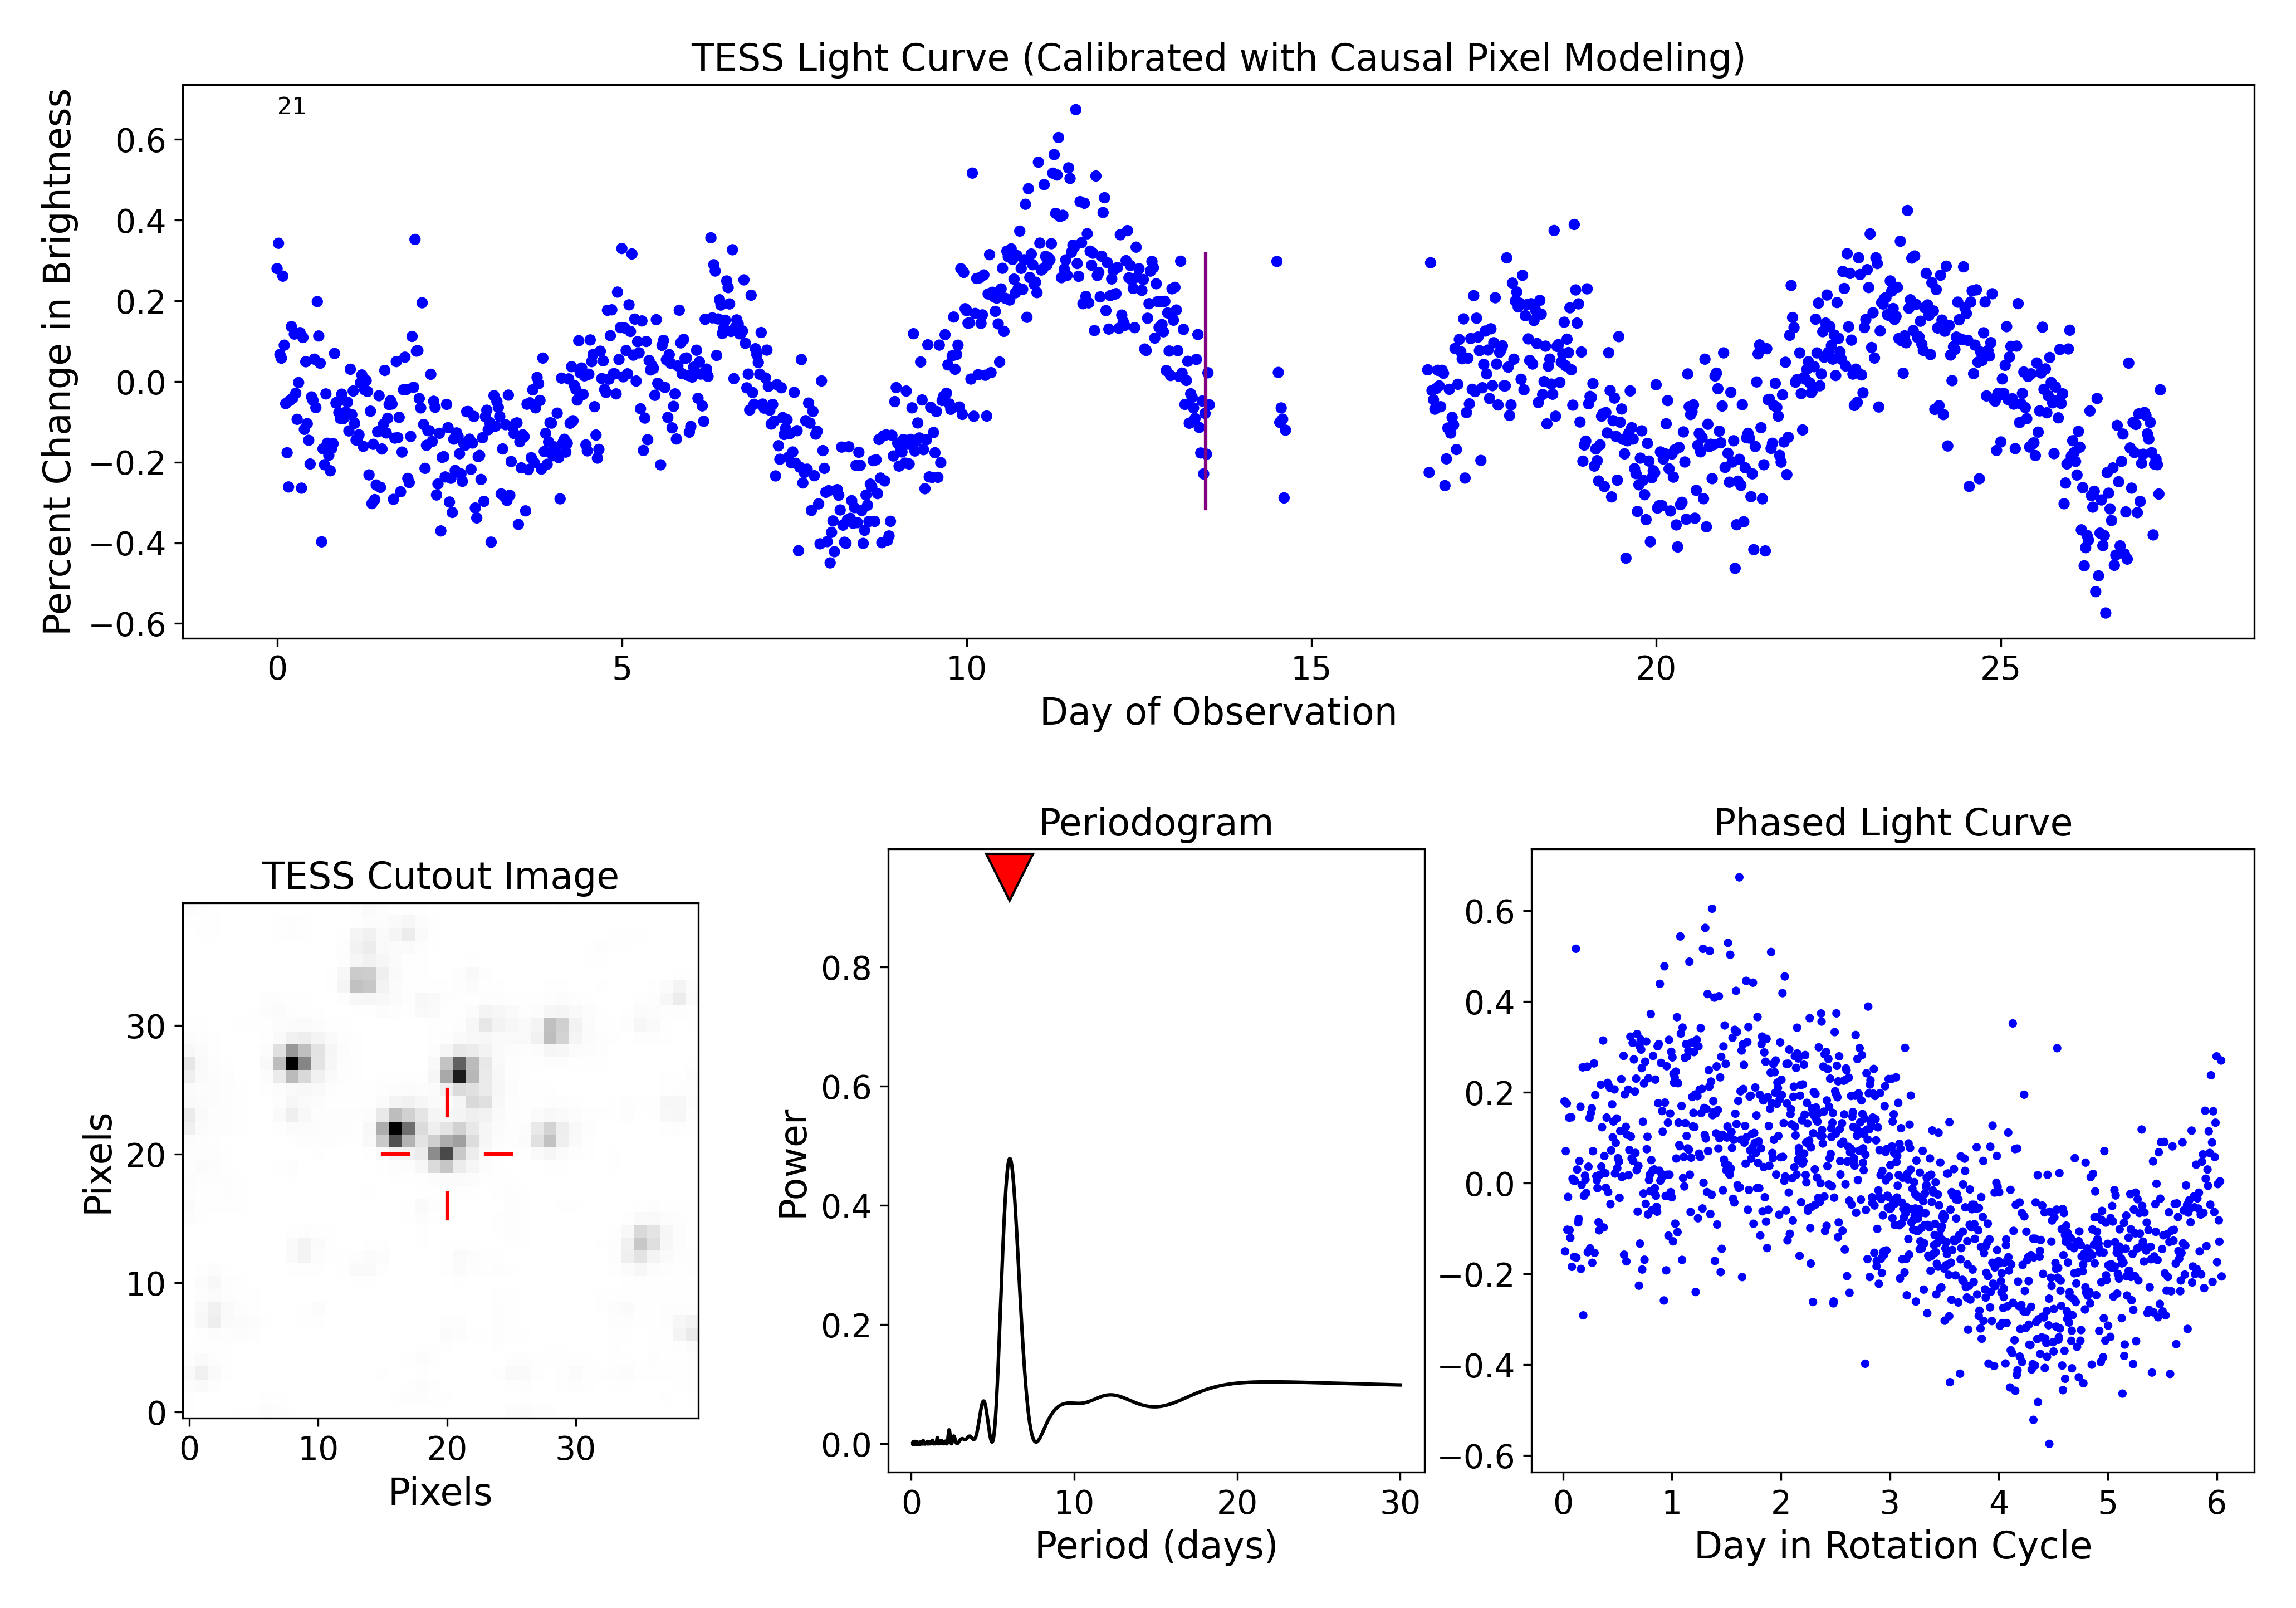 TESS Light Curve (Calibrated with Causal Pixel Modeling)
21
Percent Change in Brightness
0.6
0.4
0.2
0.0
−0.2
−0.4
−0.6
0 5 10 15 20 25
Day of Observation
TESS Cutout Image
Pixels
30
20
10
0
0 10 20 30
Pixels
Periodogram
Power
0.8
0.6
0.4
0.2
0.0
0 10 20 30
Period (days)
Phased Light Curve
0.6
0.4
0.2
0.0
−0.2
−0.4
−0.6
0 1 2 3 4 5 6
Day in Rotation Cycle